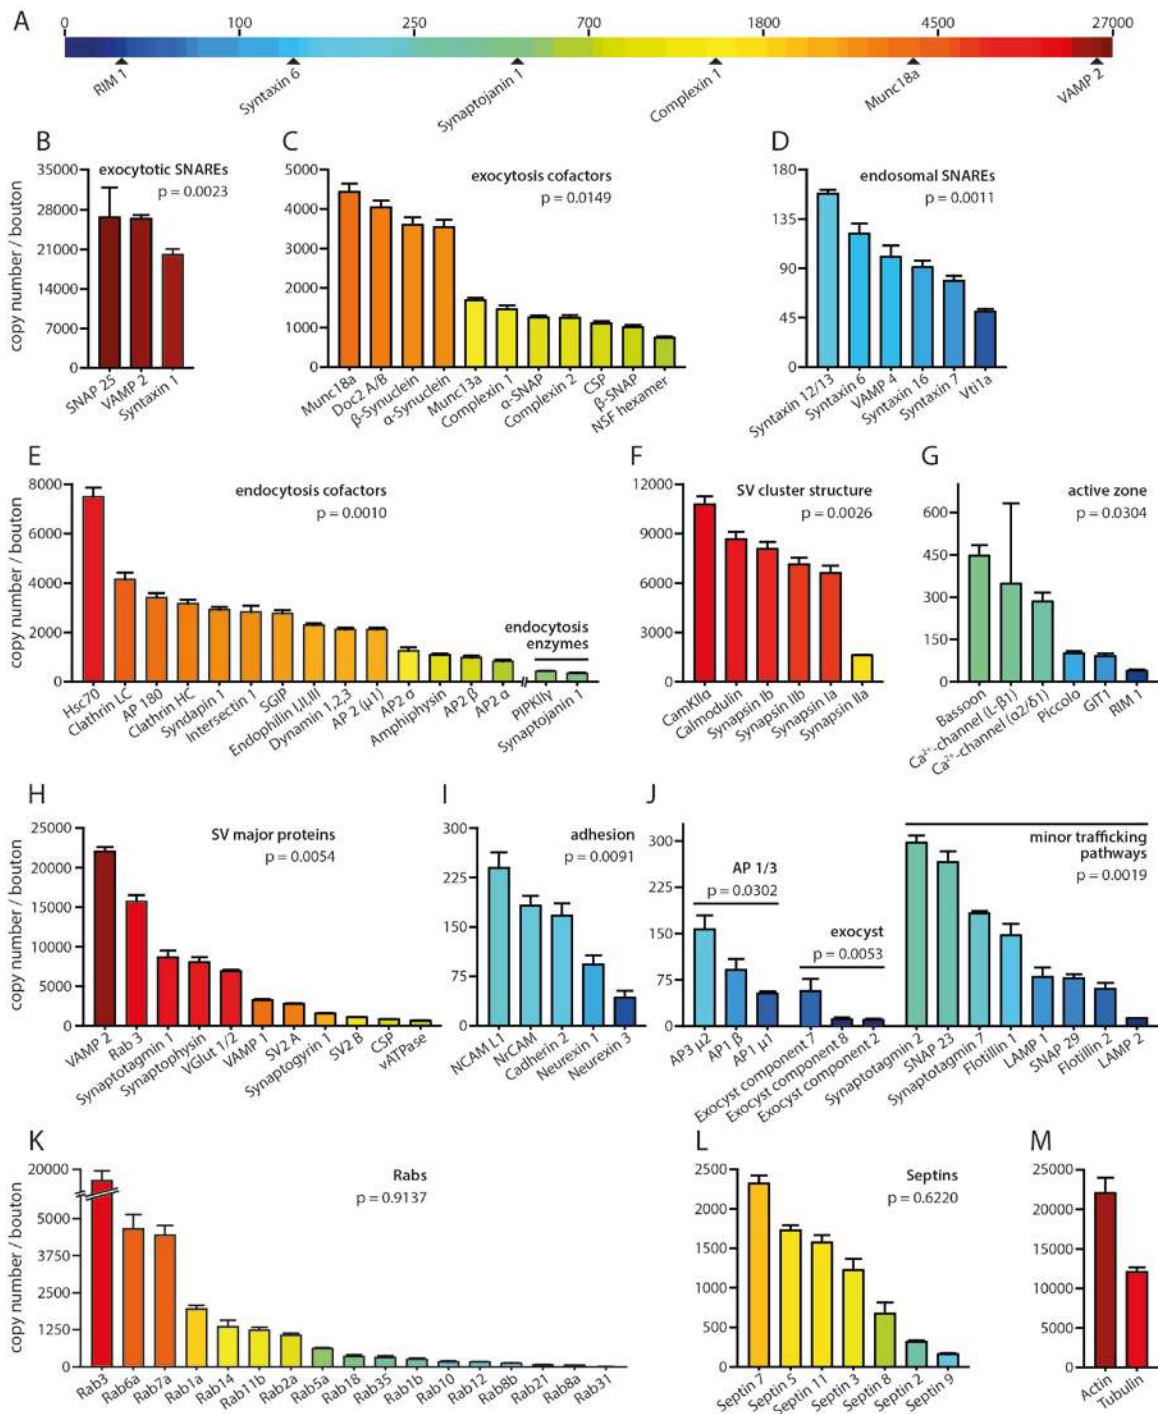 A
0 100 250 700 1800 4500 27000
RIM 1
Syntaxin 6
Synaptojanin 1
Complexin 1
Munc18a
VAMP 2
B
exocytotic SNAREs
p = 0.0023
copy number / bouton
35000
28000
21000
14000
7000
0
SNAP 25
VAMP 2
Syntaxin 1
C
exocytosis cofactors
p = 0.0149
5000
4000
3000
2000
1000
0
Munc18a
Doc2 A/B
β-Synuclein
α-Synuclein
Munc13a
Complexin 1
α-SNAP
Complexin 2
CSP
β-SNAP
NSF hexamer
D
endosomal SNAREs
p = 0.0011
180
135
90
45
0
Syntaxin 12/13
Syntaxin 6
VAMP 4
Syntaxin 16
Syntaxin 7
Vti1a
E
endocytosis cofactors
p = 0.0010
endocytosis
enzymes
copy number / bouton
8000
6000
4000
2000
0
Hsc70
Clathrin LC
AP 180
Clathrin HC
Syndapin 1
Intersectin 1
SGIP
Endophilin I,II,III
Dynamin 1,2,3
AP 2 (μ1)
AP2 σ
Amphiphysin
AP2 β
AP2 α
PIPKIγ
Synaptojanin 1
F
SV cluster structure
p = 0.0026
12000
9000
6000
3000
0
CamKIIα
Calmodulin
Synapsin Ib
Synapsin IIb
Synapsin Ia
Synapsin IIa
G
active zone
p = 0.0304
600
450
300
150
0
Bassoon
Ca²⁺-channel (L-β1)
Ca²⁺-channel (α2/δ1)
Piccolo
GIT1
RIM 1
H
SV major proteins
p = 0.0054
copy number / bouton
25000
20000
15000
10000
5000
0
VAMP 2
Rab 3
Synaptotagmin 1
Synaptophysin
VGlut 1/2
VAMP 1
SV2 A
Synaptogyrin 1
SV2 B
CSP
vATPase
I
adhesion
p = 0.0091
300
225
150
75
0
NCAM L1
NrCAM
Cadherin 2
Neurexin 1
Neurexin 3
J
AP 1/3
p = 0.0302
exocyst
p = 0.0053
minor trafficking
pathways
p = 0.0019
300
225
150
75
0
AP3 μ2
AP1 β
AP1 μ1
Exocyst component 7
Exocyst component 8
Exocyst component 2
Synaptotagmin 2
SNAP 23
Synaptotagmin 7
Flotillin 1
LAMP 1
SNAP 29
Flotillin 2
LAMP 2
K
Rabs
p = 0.9137
copy number / bouton
20000
5000
3750
2500
1250
0
Rab3
Rab6a
Rab7a
Rab1a
Rab14
Rab11b
Rab2a
Rab5a
Rab18
Rab35
Rab1b
Rab10
Rab12
Rab8b
Rab21
Rab8a
Rab31
L
Septins
p = 0.6220
2500
2000
1500
1000
500
0
Septin 7
Septin 5
Septin 11
Septin 3
Septin 8
Septin 2
Septin 9
M
25000
20000
15000
10000
5000
0
Actin
Tubulin